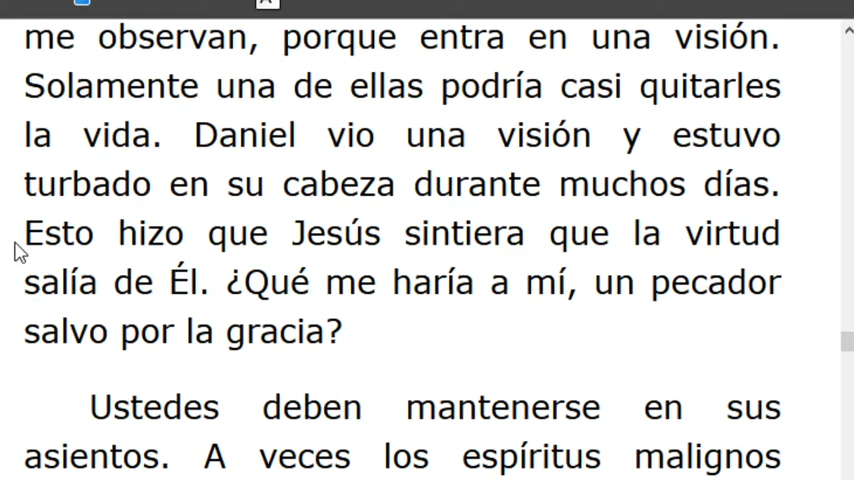 me observan, porque entra en una visión.
Solamente una de ellas podría casi quitarles
la vida. Daniel vio una visión y estuvo
turbado en su cabeza durante muchos días.
Esto hizo que Jesús sintiera que la virtud
salía de Él. ¿Qué me haría a mí, un pecador
salvo por la gracia?
Ustedes deben mantenerse en sus
asientos. A veces los espíritus malignos